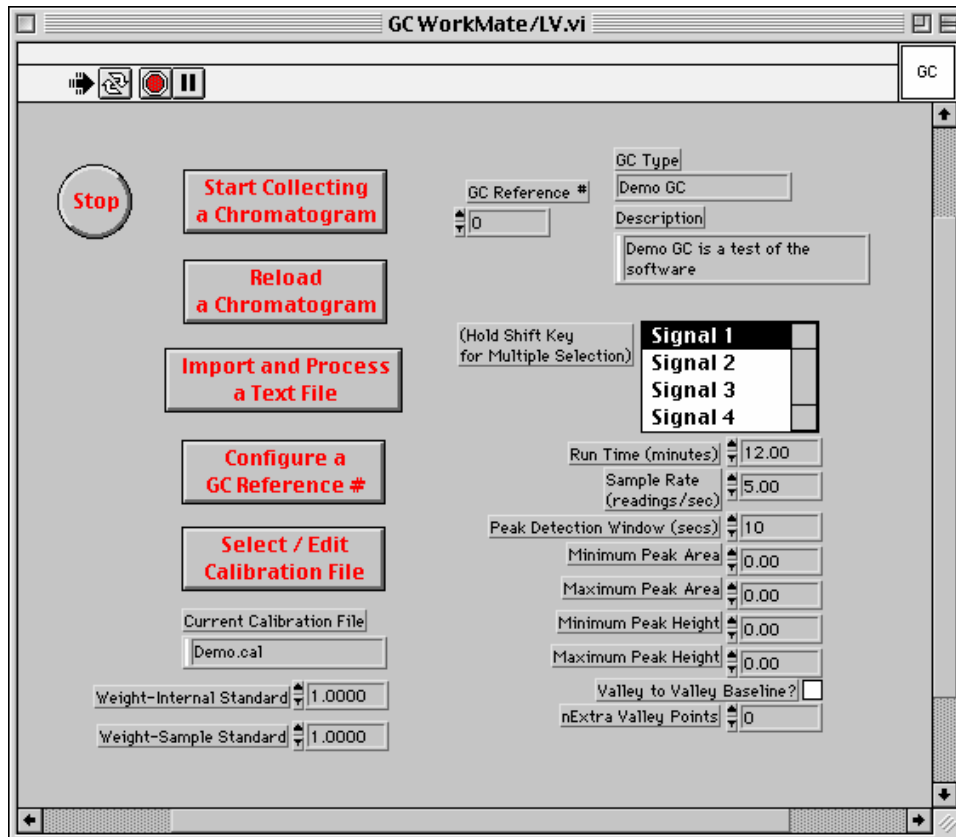 GC WorkMate/LV.vi
GC
Stop
Start Collecting
a Chromatogram
Reload
a Chromatogram
Import and Process
a Text File
Configure a
GC Reference #
Select / Edit
Calibration File
Current Calibration File
Demo.cal
Weight-Internal Standard 1.0000
Weight-Sample Standard 1.0000
GC Reference #
0
GC Type
Demo GC
Description
Demo GC is a test of the
software
(Hold Shift Key
for Multiple Selection)
Signal 1
Signal 2
Signal 3
Signal 4
Run Time (minutes) 12.00
Sample Rate
(readings/sec) 5.00
Peak Detection Window (secs) 10
Minimum Peak Area 0.00
Maximum Peak Area 0.00
Minimum Peak Height 0.00
Maximum Peak Height 0.00
Valley to Valley Baseline?
nExtra Valley Points 0